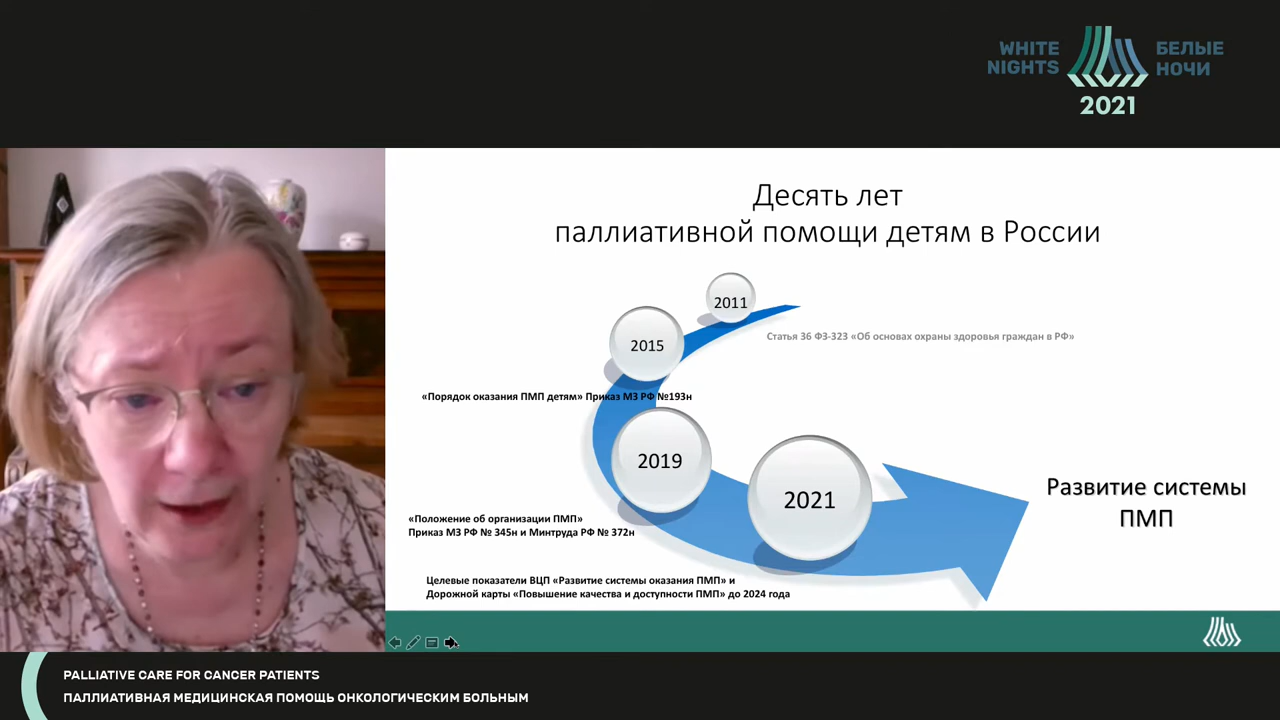 WHITE
NIGHTS
БЕЛЫЕ
НОЧИ
2021
Десять лет
паллиативной помощи детям в России
2011
Статья 36 ФЗ-323 «Об основах охраны здоровья граждан в РФ»
2015
«Порядок оказания ПМП детям» Приказ МЗ РФ №193н
2019
2021
Развитие системы
ПМП
«Положение об организации ПМП»
Приказ МЗ РФ № 345н и Минтруда РФ № 372н
Целевые показатели ВЦП «Развитие системы оказания ПМП» и
Дорожной карты «Повышение качества и доступности ПМП» до 2024 года
PALLIATIVE CARE FOR CANCER PATIENTS
ПАЛЛИАТИВНАЯ МЕДИЦИНСКАЯ ПОМОЩЬ ОНКОЛОГИЧЕСКИМ БОЛЬНЫМ